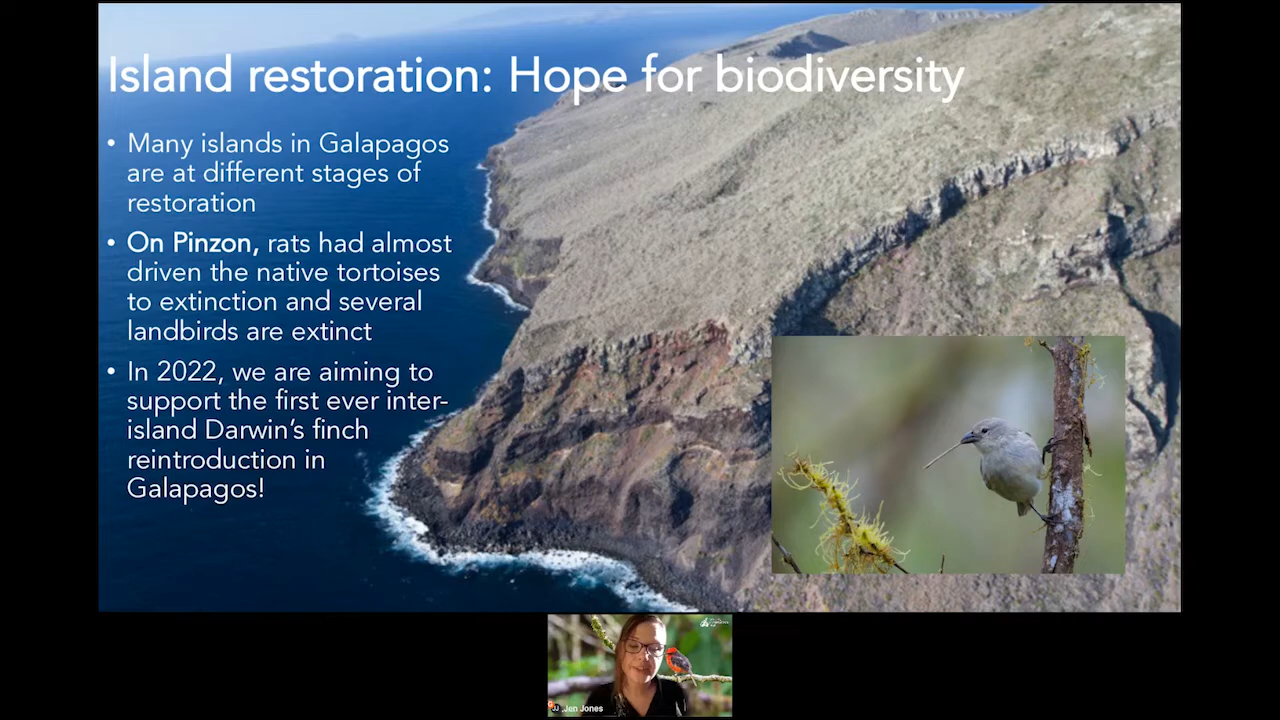 Island restoration: Hope for biodiversity
• Many islands in Galapagos
are at different stages of
restoration
• On Pinzon, rats had almost
driven the native tortoises
to extinction and several
landbirds are extinct
• In 2022, we are aiming to
support the first ever inter-
island Darwin's finch
reintroduction in
Galapagos!
JJ Jen Jones